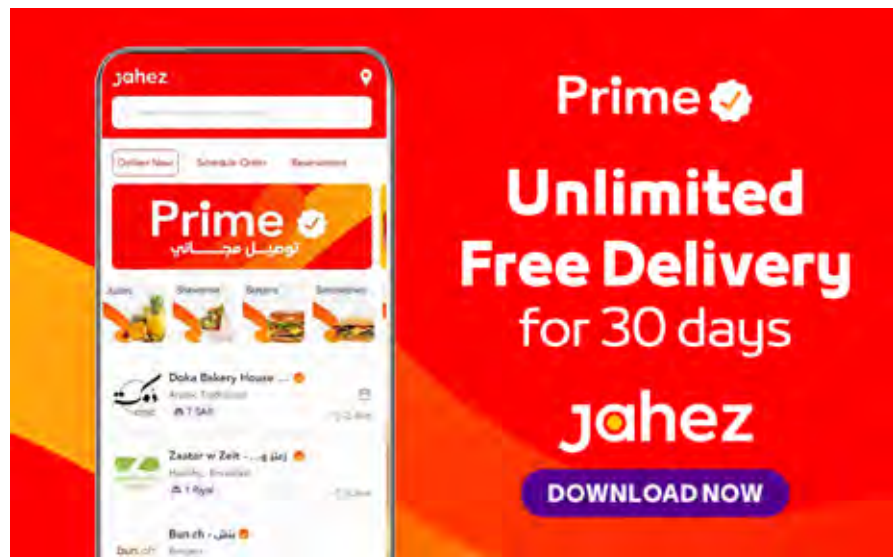 jahez
Deliver Now Schedule Order Reservation
Prime
توصيل مجاني
Juices Shawarma Burgers Sandwiches
Doka Bakery House ...
دكت
Arabic Traditional
1 SAR
Zaatar w Zeit - ...زعتر و
Healthy, Breakfast
1 Riyal
Bun.ch - بنش
bun.ch Burgers
Prime
Unlimited
Free Delivery
for 30 days
jahez
DOWNLOAD NOW